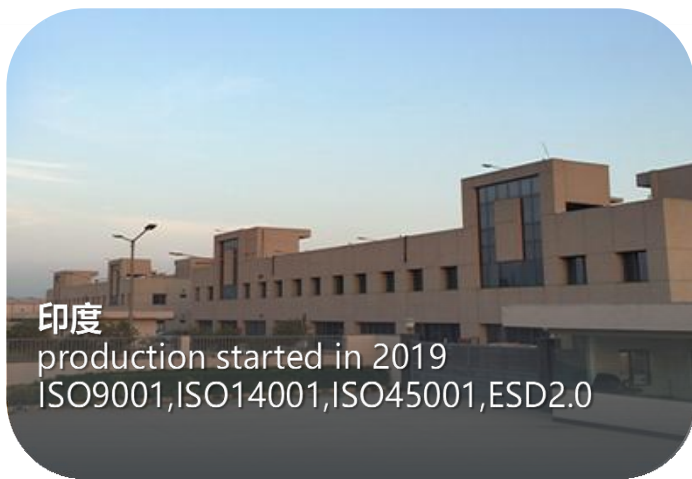 印度
production started in 2019
ISO9001,ISO14001,ISO45001,ESD2.0